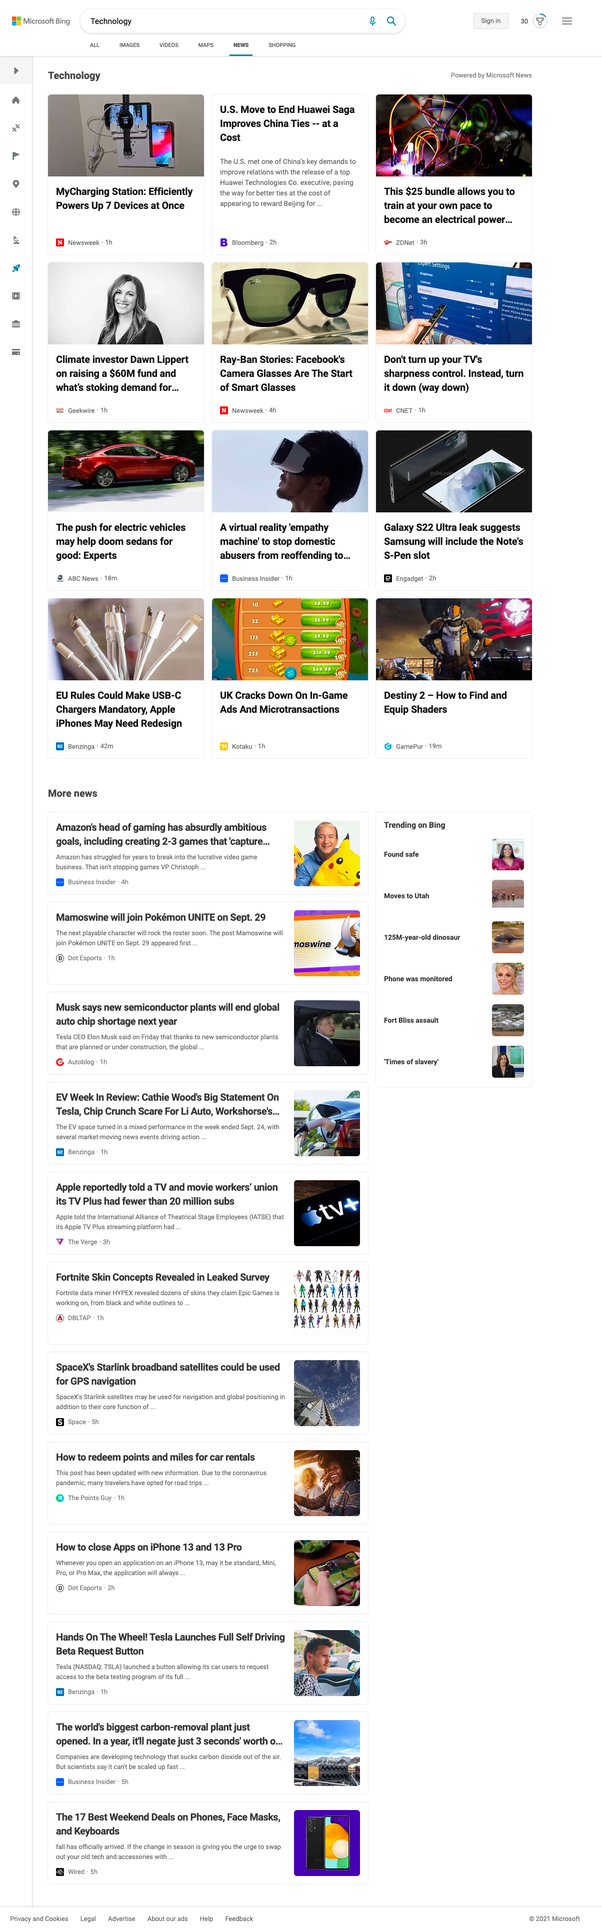 Microsoft Bing
Technology
Sign in
30
ALL
IMAGES
VIDEOS
MAPS
NEWS
SHOPPING
Technology
Powered by Microsoft News
MyCharging Station: Efficiently
Powers Up 7 Devices at Once
Newsweek · 1h
U.S. Move to End Huawei Saga
Improves China Ties -- at a
Cost
The U.S. met one of China's key demands to
improve relations with the release of a top
Huawei Technologies Co. executive, paving
the way for better ties at the cost of
appearing to reward Beijing for ...
Bloomberg · 2h
This $25 bundle allows you to
train at your own pace to
become an electrical power...
ZDNet · 3h
Climate investor Dawn Lippert
on raising a $60M fund and
what's stoking demand for...
Geekwire · 1h
Ray-Ban Stories: Facebook's
Camera Glasses Are The Start
of Smart Glasses
Newsweek · 4h
Expert Settings
Don't turn up your TV's
sharpness control. Instead, turn
it down (way down)
CNET · 1h
The push for electric vehicles
may help doom sedans for
good: Experts
ABC News · 18m
A virtual reality 'empathy
machine' to stop domestic
abusers from reoffending to...
Business Insider · 1h
Galaxy S22 Ultra leak suggests
Samsung will include the Note's
S-Pen slot
Engadget · 2h
EU Rules Could Make USB-C
Chargers Mandatory, Apple
iPhones May Need Redesign
Benzinga · 42m
UK Cracks Down On In-Game
Ads And Microtransactions
Kotaku · 1h
Destiny 2 – How to Find and
Equip Shaders
GamePur · 19m
More news
Amazon's head of gaming has absurdly ambitious
goals, including creating 2-3 games that 'capture...
Amazon has struggled for years to break into the lucrative video game
business. That isn't stopping games VP Christoph ...
Business Insider · 4h
Mamoswine will join Pokémon UNITE on Sept. 29
The next playable character will rock the roster soon. The post Mamoswine will
join Pokémon UNITE on Sept. 29 appeared first ...
Dot Esports · 1h
moswine
Musk says new semiconductor plants will end global
auto chip shortage next year
Tesla CEO Elon Musk said on Friday that thanks to new semiconductor plants
that are planned or under construction, the global ...
Autoblog · 1h
EV Week In Review: Cathie Wood's Big Statement On
Tesla, Chip Crunch Scare For Li Auto, Workshorse's...
The EV space turned in a mixed performance in the week ended Sept. 24, with
several market-moving news events driving action ...
Benzinga · 1h
Apple reportedly told a TV and movie workers' union
its TV Plus had fewer than 20 million subs
Apple told the International Alliance of Theatrical Stage Employees (IATSE) that
its Apple TV Plus streaming platform had ...
The Verge · 3h
tv+
Fortnite Skin Concepts Revealed in Leaked Survey
Fortnite data miner HYPEX revealed dozens of skins they claim Epic Games is
working on, from black and white outlines to ...
DBLTAP · 1h
SpaceX's Starlink broadband satellites could be used
for GPS navigation
SpaceX's Starlink satellites may be used for navigation and global positioning in
addition to their core function of ...
Space · 5h
How to redeem points and miles for car rentals
This post has been updated with new information. Due to the coronavirus
pandemic, many travelers have opted for road trips ...
The Points Guy · 1h
How to close Apps on iPhone 13 and 13 Pro
Whenever you open an application on an iPhone 13, may it be standard, Mini,
Pro, or Pro Max, the application will always ...
Dot Esports · 2h
Hands On The Wheel! Tesla Launches Full Self Driving
Beta Request Button
Tesla (NASDAQ: TSLA) launched a button allowing its car users to request
access to the beta testing program of its full ...
Benzinga · 1h
The world's biggest carbon-removal plant just
opened. In a year, it'll negate just 3 seconds' worth o...
Companies are developing technology that sucks carbon dioxide out of the air.
But scientists say it can't be scaled up fast ...
Business Insider · 5h
The 17 Best Weekend Deals on Phones, Face Masks,
and Keyboards
fall has officially arrived. If the change in season is giving you the urge to swap
out your old tech and accessories with ...
Wired · 5h
Trending on Bing
Found safe
Moves to Utah
125M-year-old dinosaur
Phone was monitored
Fort Bliss assault
'Times of slavery'
Privacy and Cookies
Legal
Advertise
About our ads
Help
Feedback
© 2021 Microsoft